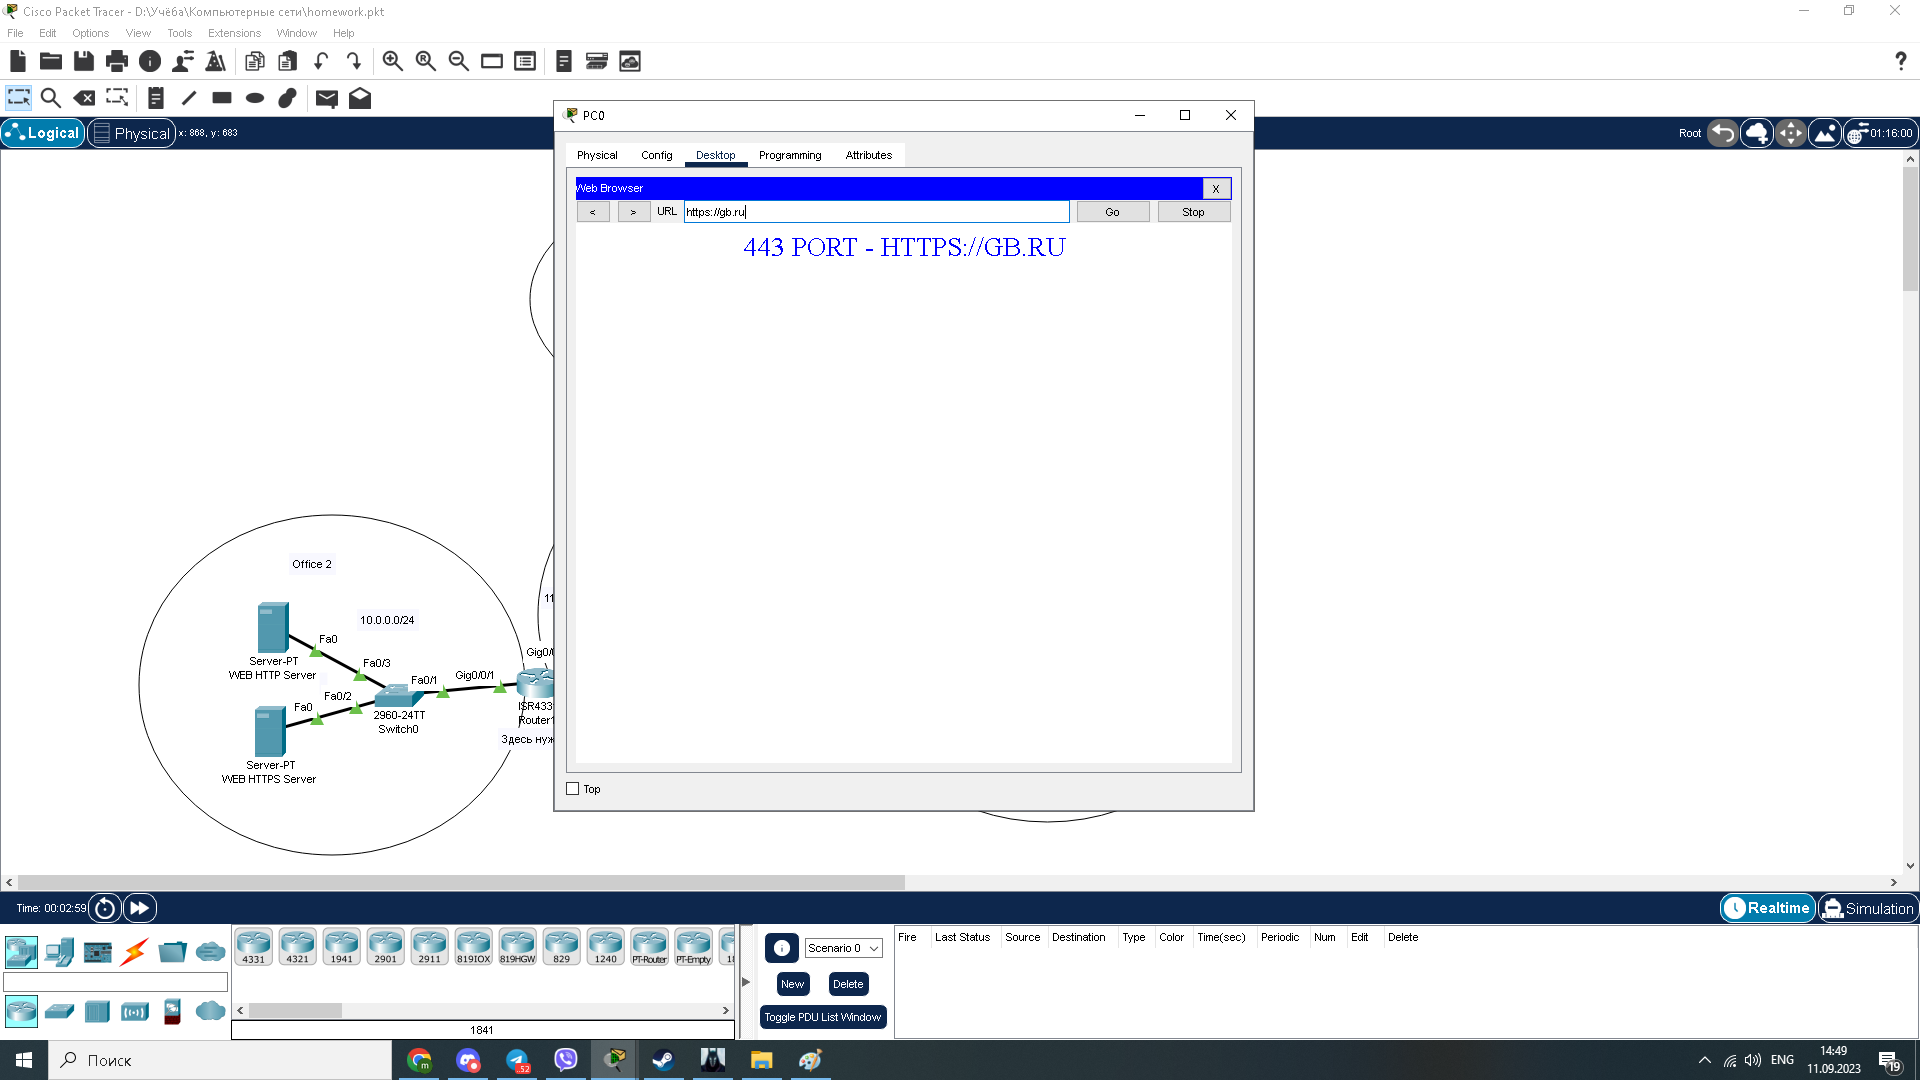 Cisco Packet Tracer - D:\Учёба\Компьютерные сети\homework.pkt
File Edit Options View Tools Extensions Window Help
Logical Physical x: 868, y: 683 Root 01:16:00
PC0
Physical Config Desktop Programming Attributes
Web Browser X
< > URL https://gb.ru Go Stop
443 PORT - HTTPS://GB.RU
Top
Office 2
10.0.0.0/24
Fa0
Server-PT
WEB HTTP Server
Fa0/3
Fa0/1
Gig0/0/1
Gig0/
Fa0/2
Fa0
2960-24TT
Switch0
Server-PT
WEB HTTPS Server
11
ISR433
Router1
Здесь нуж
Time: 00:02:59 Realtime Simulation
4331 4321 1941 2901 2911 819IOX 819HGW 829 1240 PT-Router PT-Empty 18
1841
Scenario 0
New Delete
Toggle PDU List Window
Fire Last Status Source Destination Type Color Time(sec) Periodic Num Edit Delete
Поиск
.52
ENG
14:49
11.09.2023
19